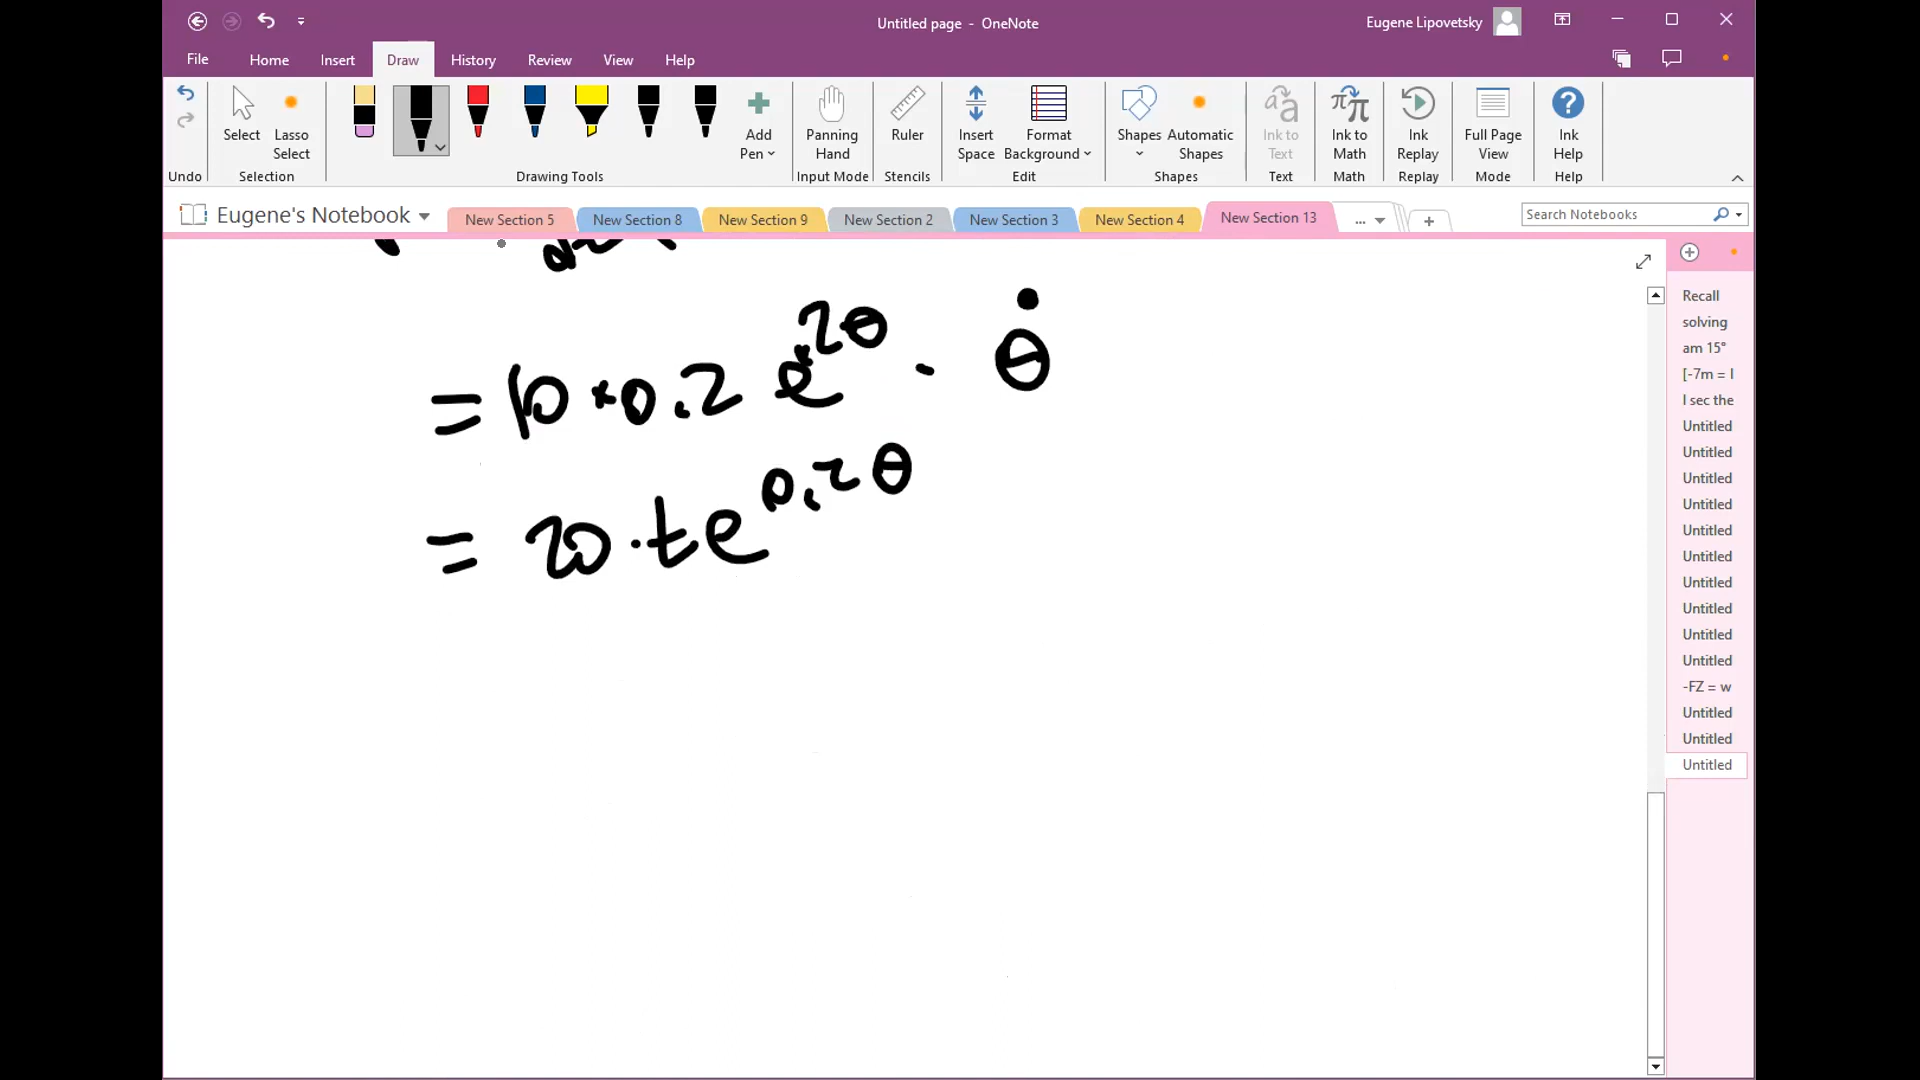 Untitled page - OneNote
Eugene Lipovetsky
File Home Insert Draw History Review View Help
Select
Lasso Select
Add Pen
Panning Hand
Ruler
Insert Space
Format Background
Shapes
Automatic Shapes
Ink to Text
Ink to Math
Ink Replay
Full Page View
Ink Help
Undo Selection Drawing Tools Input Mode Stencils Edit Shapes Text Math Replay Mode Help
Eugene's Notebook New Section 5 New Section 8 New Section 9 New Section 2 New Section 3 New Section 4 New Section 13 ... Search Notebooks
= 10 * 0.2 e^{2θ} · θ̇
= 20 · t e^{0.2θ}
Recall
solving
am 15°
[-7m = I
I sec the
Untitled
Untitled
Untitled
Untitled
Untitled
Untitled
Untitled
Untitled
Untitled
Untitled
-FZ = w
Untitled
Untitled
Untitled